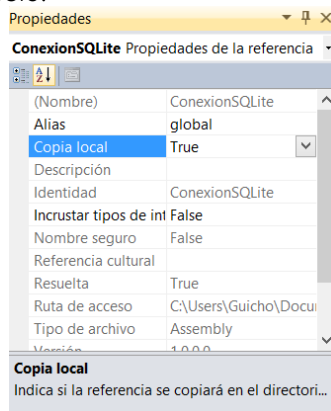 Propiedades
ConexionSQLite Propiedades de la referencia
(Nombre) ConexionSQLite
Alias global
Copia local True
Descripción
Identidad ConexionSQLite
Incrustar tipos de int False
Nombre seguro False
Referencia cultural
Resuelta True
Ruta de acceso C:\Users\Guicho\Docu
Tipo de archivo Assembly
Versión 1.0.0.0
Copia local
Indica si la referencia se copiará en el directori...